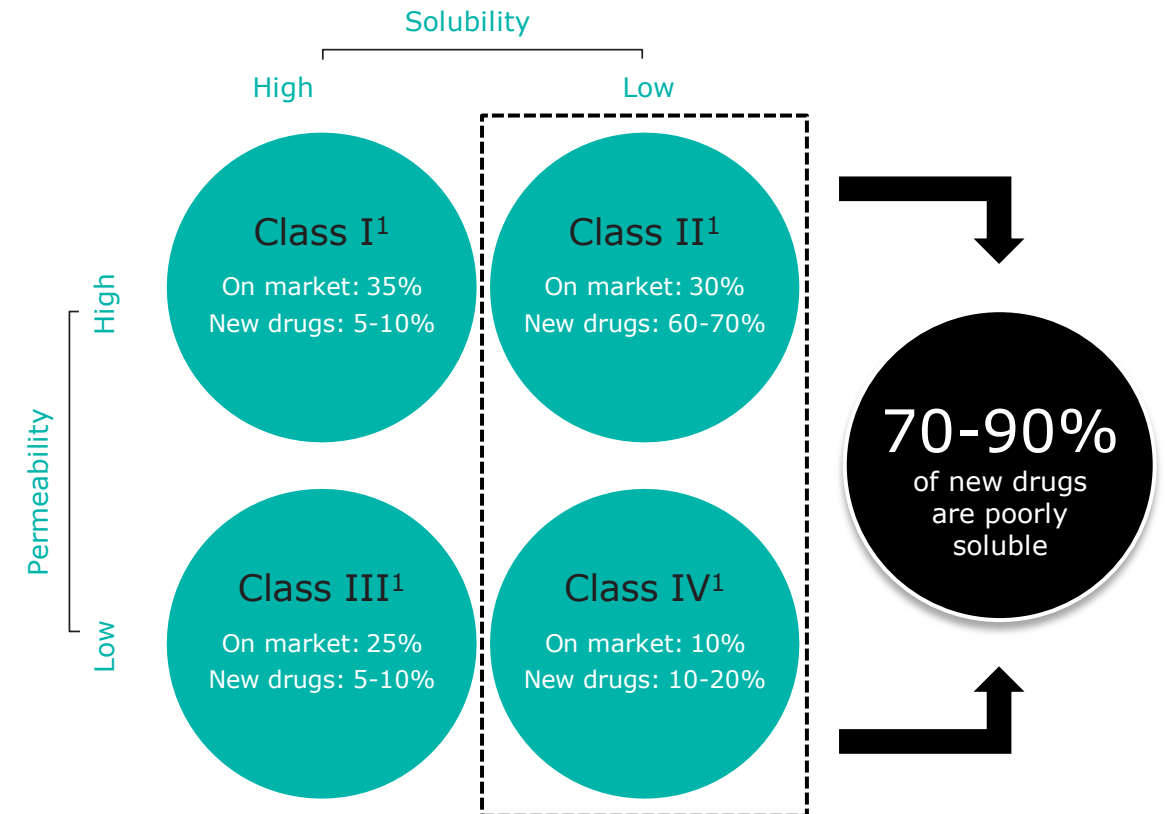 Solubility
High
Low
Permeability
High
Low
Class I¹
On market: 35%
New drugs: 5-10%
Class II¹
On market: 30%
New drugs: 60-70%
Class III¹
On market: 25%
New drugs: 5-10%
Class IV¹
On market: 10%
New drugs: 10-20%
70-90%
of new drugs
are poorly
soluble